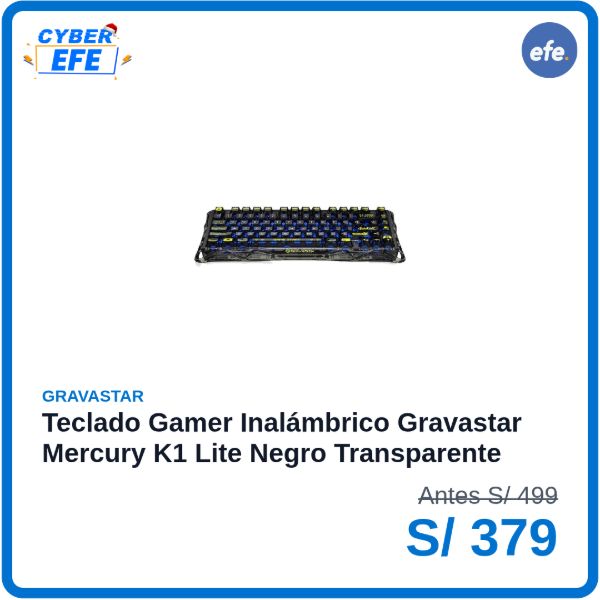 CYBER
EFE
efe.
GRAVASTAR
Teclado Gamer Inalámbrico Gravastar
Mercury K1 Lite Negro Transparente
Antes S/ 499
S/ 379